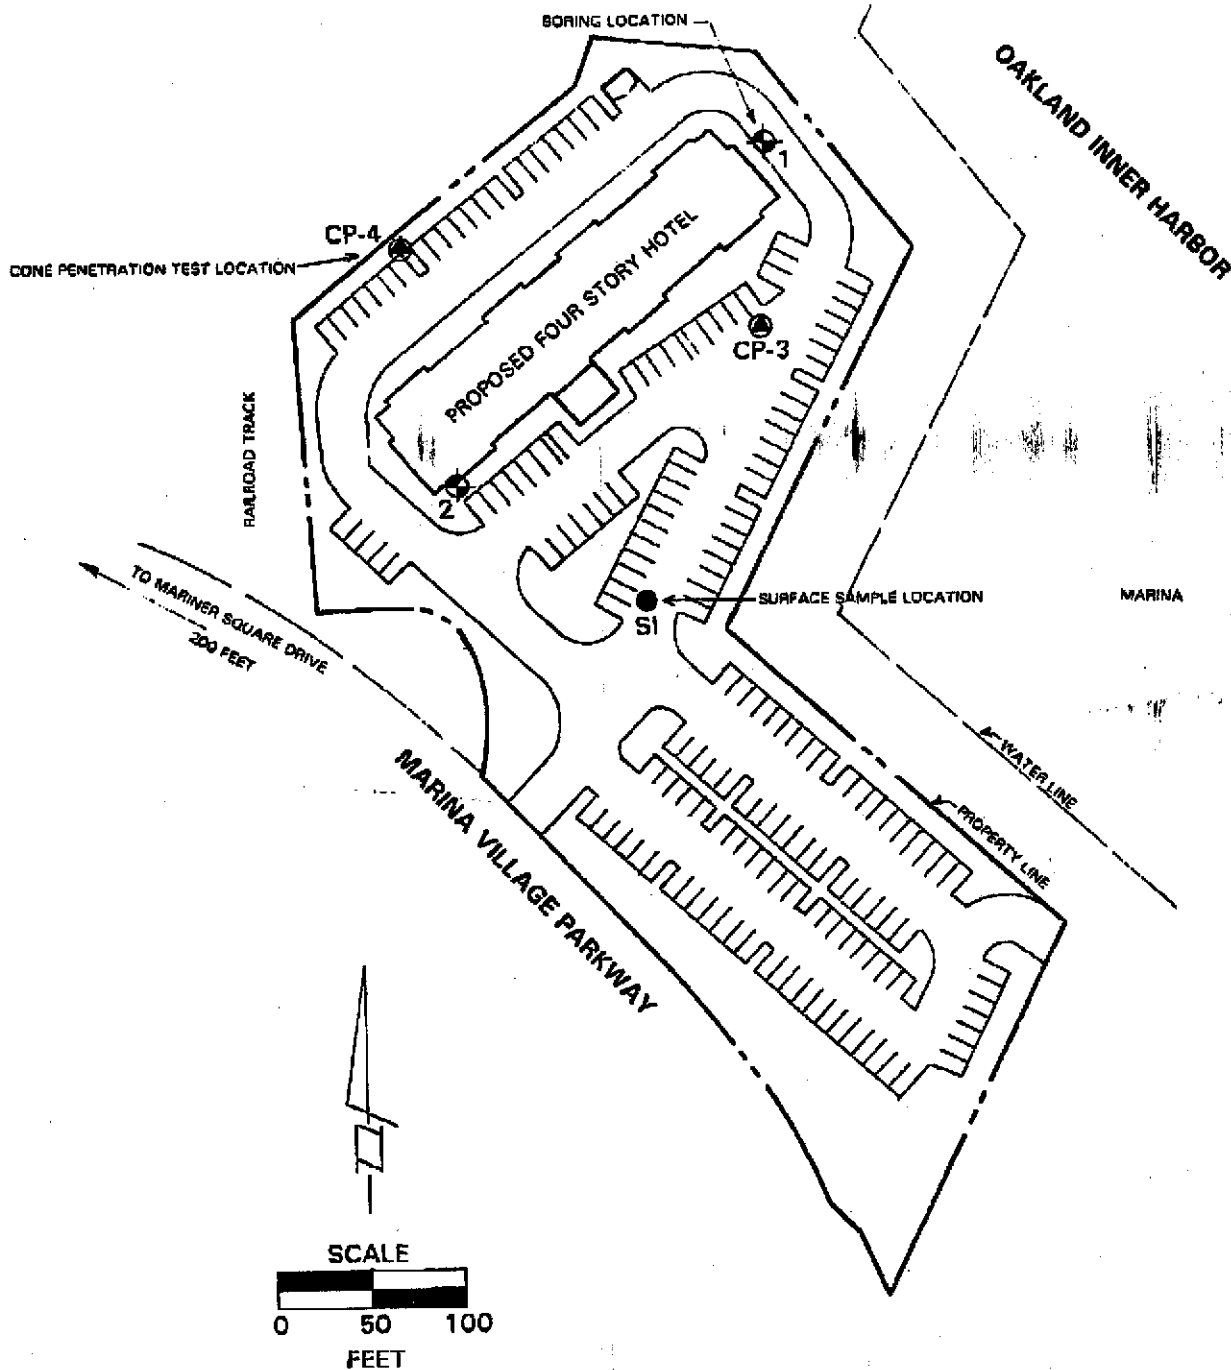 BORING LOCATION
OAKLAND INNER HARBOR
1
CP-4
CONE PENETRATION TEST LOCATION
PROPOSED FOUR STORY HOTEL
CP-3
RAILROAD TRACK
2
TO MARINER SQUARE DRIVE
200 FEET
SURFACE SAMPLE LOCATION
S1
MARINA
WATER LINE
PROPERTY LINE
MARINA VILLAGE PARKWAY
SCALE
0 50 100
FEET